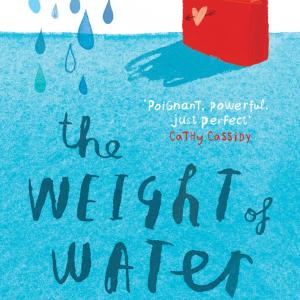 'POIGNANT, POWERFUL,
just perfect'
CATHY CASSIDY
the
WEIGHT of
WATER